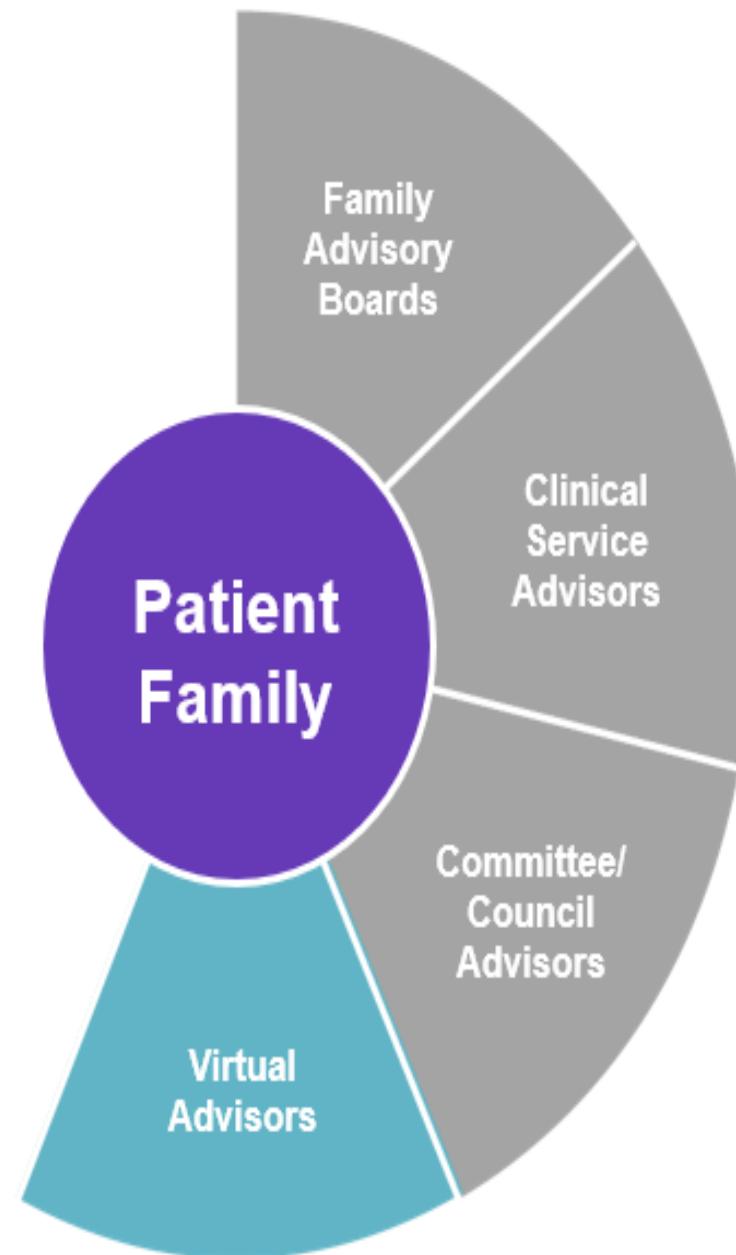 Family
Advisory
Boards
Clinical
Service
Advisors
Patient
Family
Committee/
Council
Advisors
Virtual
Advisors